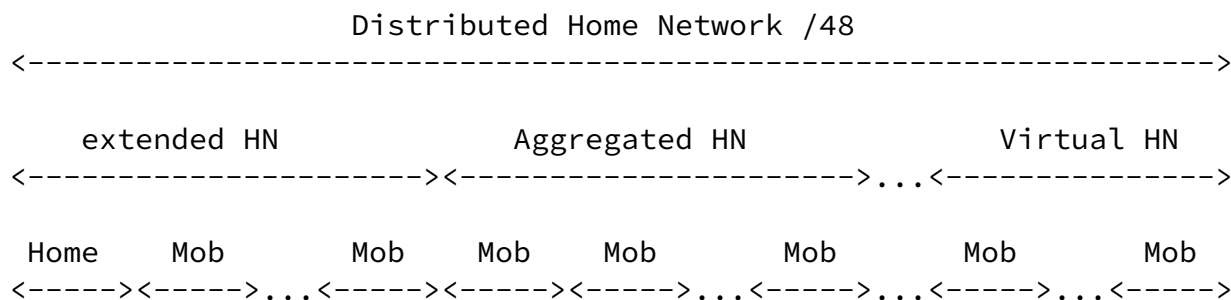 Distributed Home Network /48
<------------------------------------------------------------------>
extended HN Aggregated HN Virtual HN
<----------------------><---------------------->...<--------------->
Home Mob Mob Mob Mob Mob Mob Mob
<-----><----->...<-----><-----><----->...<----->...<----->...<----->